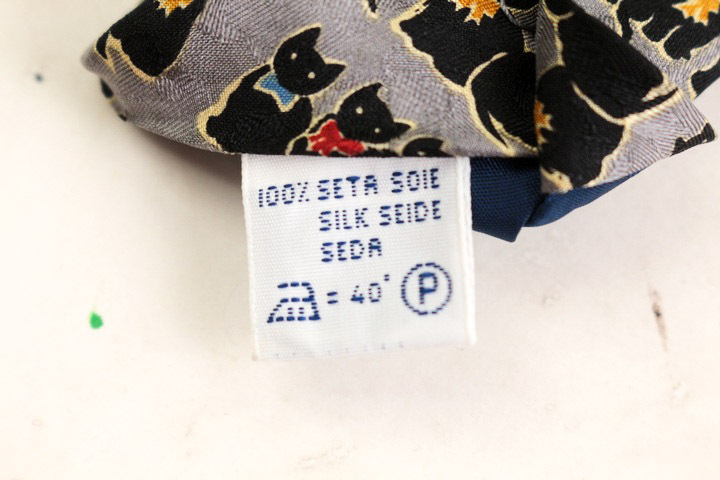 100% SETA SOIE
SILK SEIDE
SEDA
= 40° P